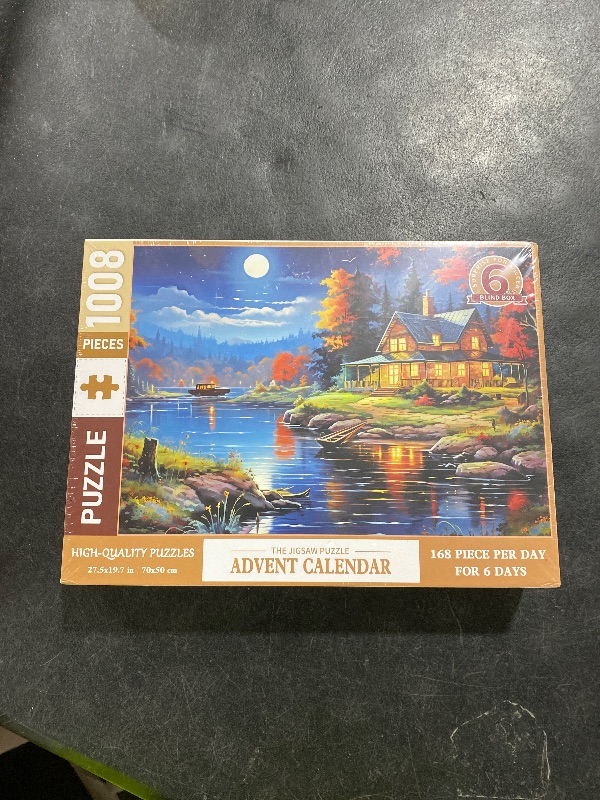 1008
PIECES
PUZZLE
6
BLIND BOX
HIGH-QUALITY PUZZLES
27.5x19.7 in 70x50 cm
THE JIGSAW PUZZLE
ADVENT CALENDAR
168 PIECE PER DAY
FOR 6 DAYS